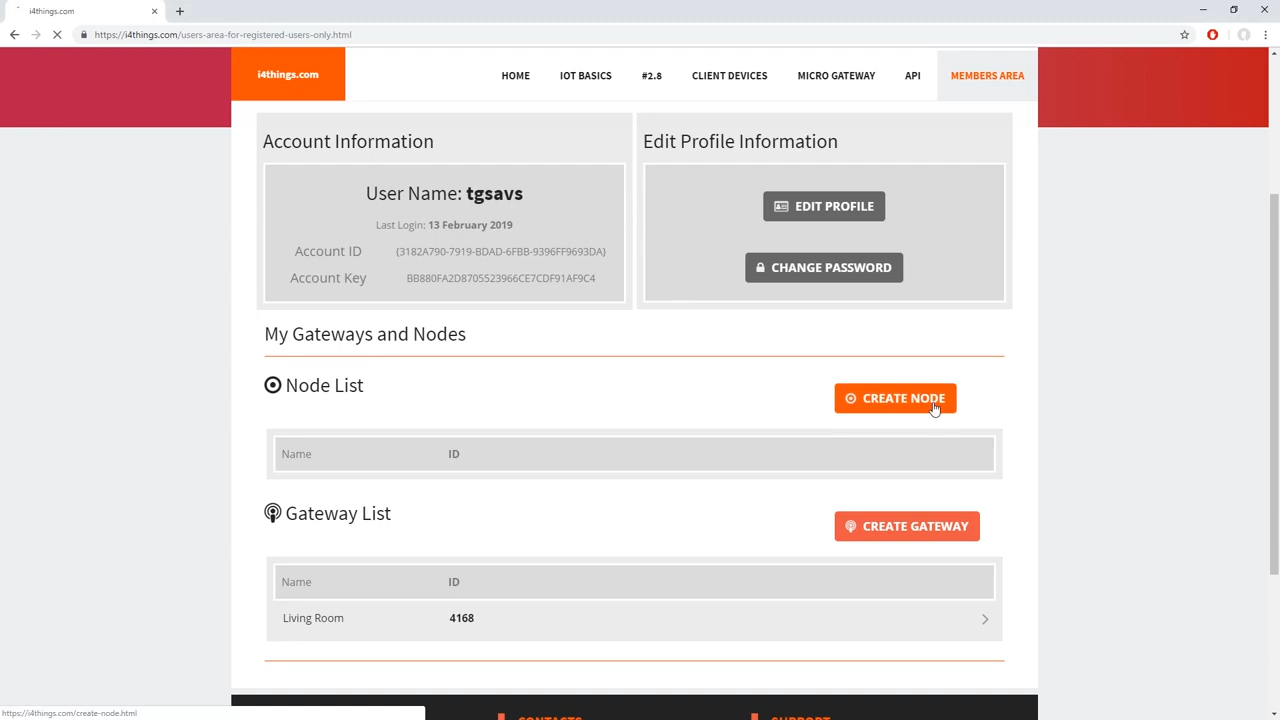 i4things.com
https://i4things.com/users-area-for-registered-users-only.html
i4things.com
HOME
IOT BASICS
#2.8
CLIENT DEVICES
MICRO GATEWAY
API
MEMBERS AREA
Account Information
Edit Profile Information
User Name: tgsavs
Last Login: 13 February 2019
Account ID {3182A790-7919-BDAD-6FBB-9396FF9693DA}
Account Key BB880FA2D8705523966CE7CDF91AF9C4
EDIT PROFILE
CHANGE PASSWORD
My Gateways and Nodes
Node List
CREATE NODE
Name ID
Gateway List
CREATE GATEWAY
Name ID
Living Room 4168
https://i4things.com/create-node.html
CONTACTS
SUPPORT